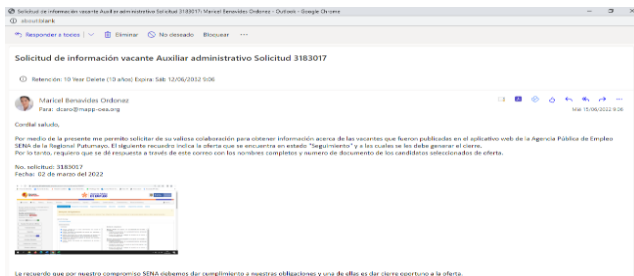 Solicitud de información vacante Auxiliar administrativo Solicitud 3183017: Maricel Benavides Ordonez - Outlook - Google Chrome
about:blank
Responder a todos Eliminar No deseado Bloquear ...
Solicitud de información vacante Auxiliar administrativo Solicitud 3183017
Retención: 10 Year Delete (10 años) Expira: Sáb 12/06/2032 9:06
Maricel Benavides Ordonez
Para: dcaro@mapp-oea.org
Mié 15/06/2022 9:06
Cordial saludo,
Por medio de la presente me permito solicitar de su valiosa colaboración para obtener información acerca de las vacantes que fueron publicadas en el aplicativo web de la Agencia Pública de Empleo
SENA de la Regional Putumayo. El siguiente recuadro indica la oferta que se encuentra en estado "Seguimiento" y a las cuales se les debe generar el cierre.
Por lo tanto, requiero que se dé respuesta a través de este correo con los nombres completos y numero de documento de los candidatos seleccionados de oferta.
No. solicitud: 3183017
Fecha: 02 de marzo del 2022
Le recuerdo que por nuestro compromiso SENA debemos dar cumplimiento a nuestras obligaciones y una de ellas es dar cierre oportuno a la oferta.